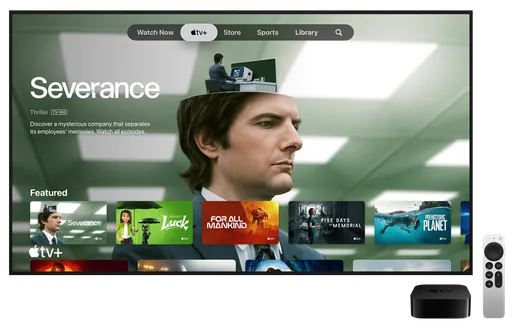 Watch Now
tv+
Store
Sports
Library
Severance
Thriller TV-MA
Discover a mysterious company that separates
its employees' memories. Watch all episodes.
Featured
Severance
Luck
FOR ALL
MANKIND
FIVE DAYS
AT MEMORIAL
PREHISTORIC
PLANET
tv+